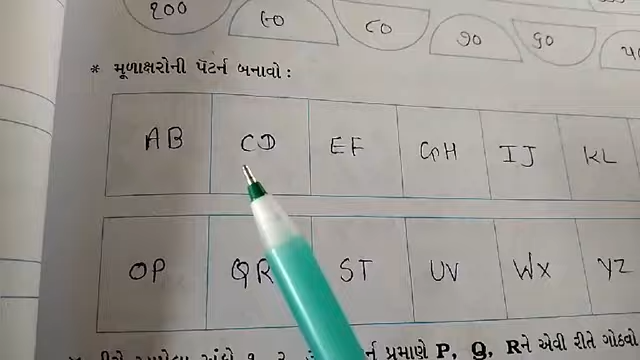 ૧૦૦ ૯૦ ૮૦ ૭૦ ૬૦
* મૂળાક્ષરોની પેટર્ન બનાવો :
AB CD EF GH IJ KL
OP QR ST UV WX YZ
પ્રમાણે P, Q, Rને એવી રીતે ગોઠવો